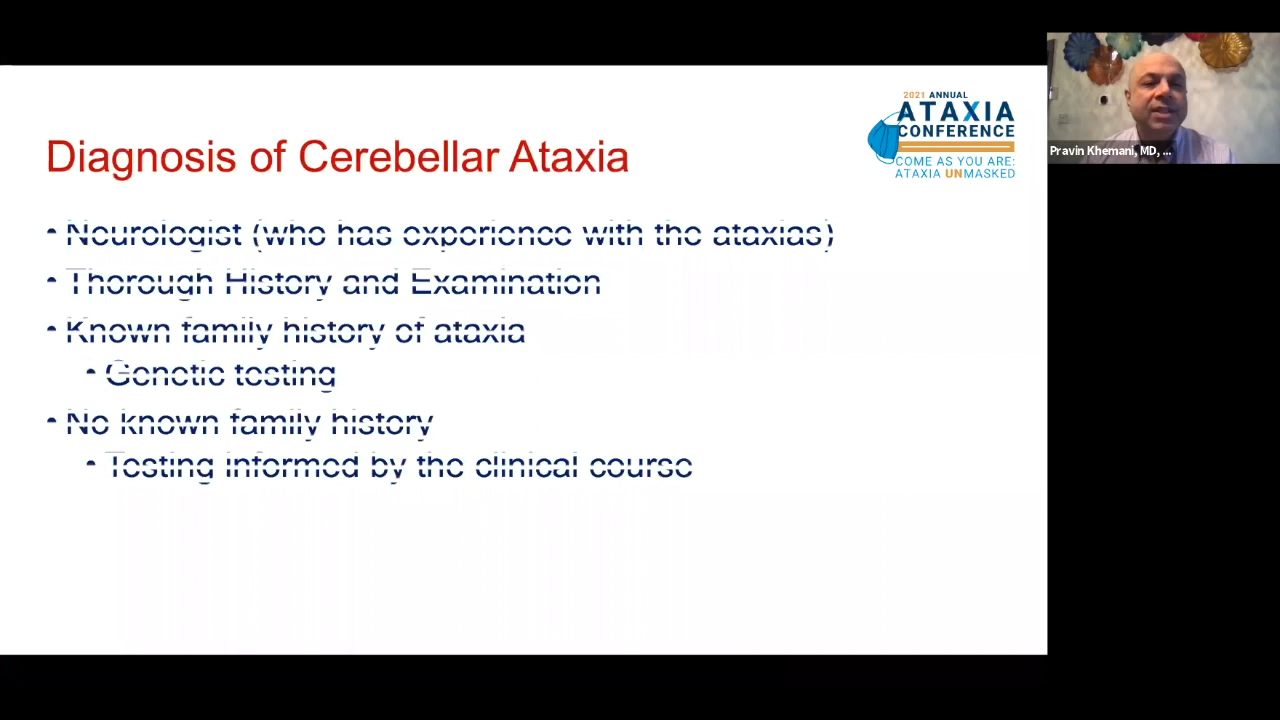 2021 ANNUAL
ATAXIA
CONFERENCE
COME AS YOU ARE:
ATAXIA UNMASKED
Pravin Khemani, MD, ...
Diagnosis of Cerebellar Ataxia
• Neurologist (who has experience with the ataxias)
• Thorough History and Examination
• Known family history of ataxia
• Genetic testing
• No known family history
• Testing informed by the clinical course